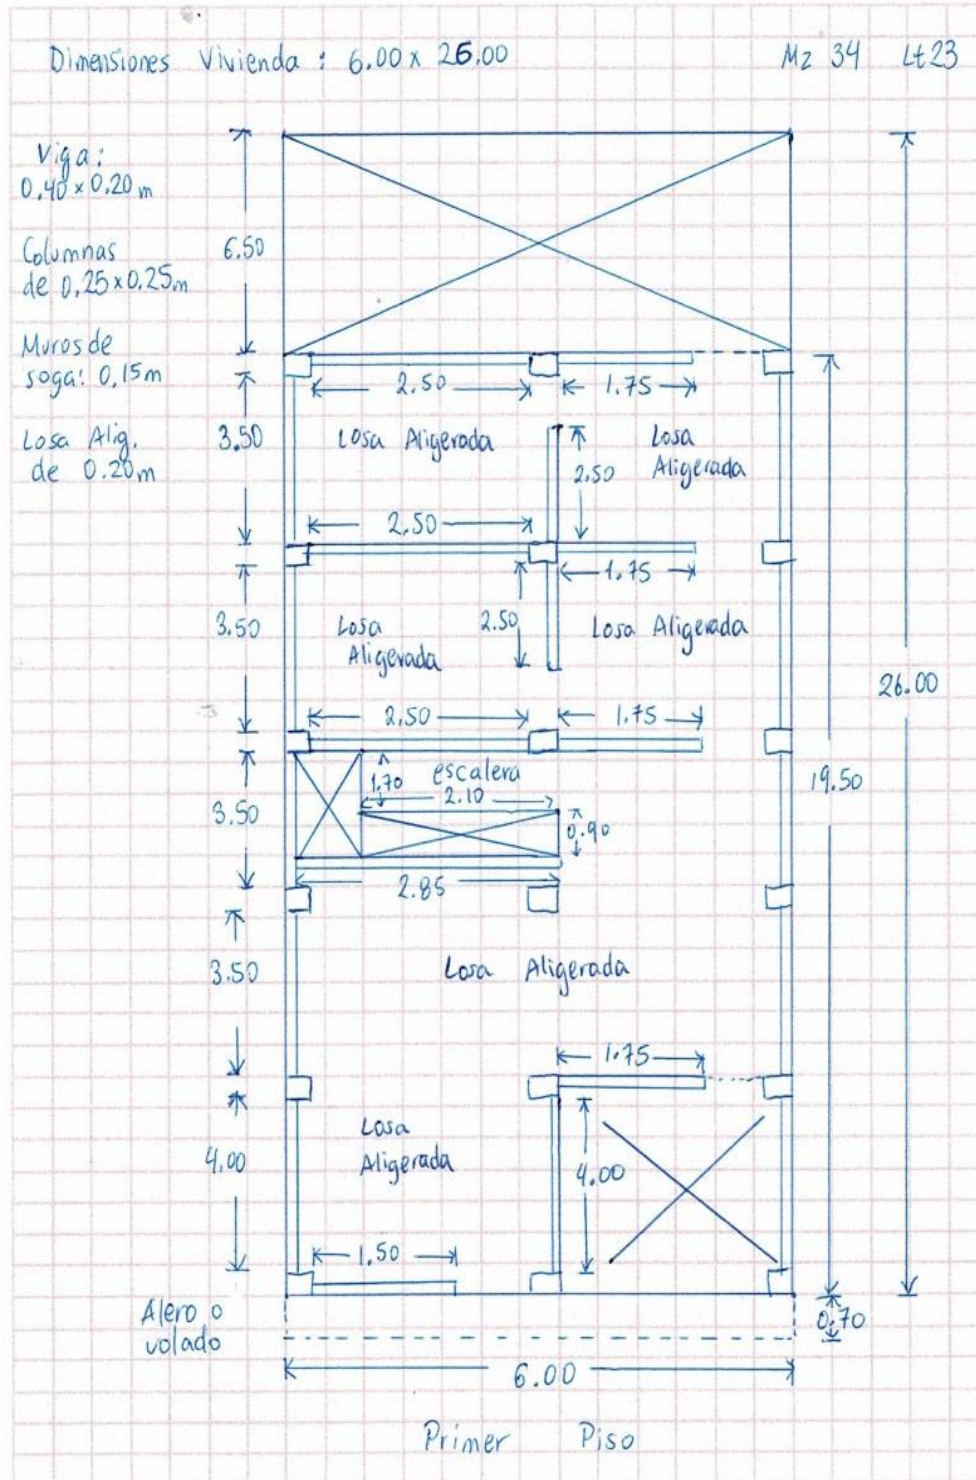 Dimensiones Vivienda : 6.00 x 26.00
Mz 34 Lt 23
Viga:
0.40 x 0.20 m
Columnas
de 0.25 x 0.25 m
Muros de
soga: 0.15m
Losa Alig.
de 0.20m
6.50
2.50
1.75
3.50
Losa Aligerada
Losa
Aligerada
2.50
2.50
1.75
3.50
Losa
Aligerada
2.50
Losa Aligerada
26.00
2.50
1.75
3.50
1.70
escalera
2.10
0.90
19.50
2.85
3.50
Losa Aligerada
1.75
4.00
Losa
Aligerada
4.00
1.50
Alero o
volado
0.70
6.00
Primer Piso